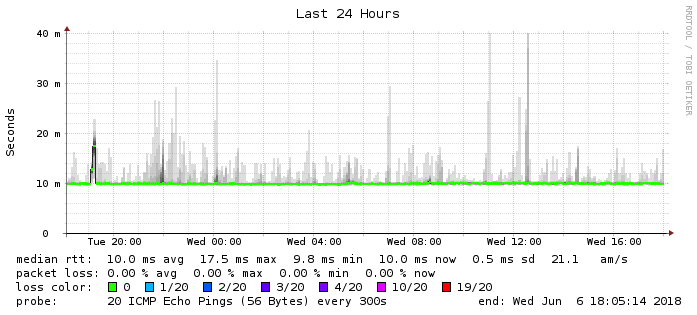 Last 24 Hours
RRDTOOL / TOBI OETIKER
Seconds
40 m
30 m
20 m
10 m
0
Tue 20:00 Wed 00:00 Wed 04:00 Wed 08:00 Wed 12:00 Wed 16:00
median rtt: 10.0 ms avg 17.5 ms max 9.8 ms min 10.0 ms now 0.5 ms sd 21.1 am/s
packet loss: 0.00 % avg 0.00 % max 0.00 % min 0.00 % now
loss color: 0 1/20 2/20 3/20 4/20 10/20 19/20
probe: 20 ICMP Echo Pings (56 Bytes) every 300s end: Wed Jun 6 18:05:14 2018